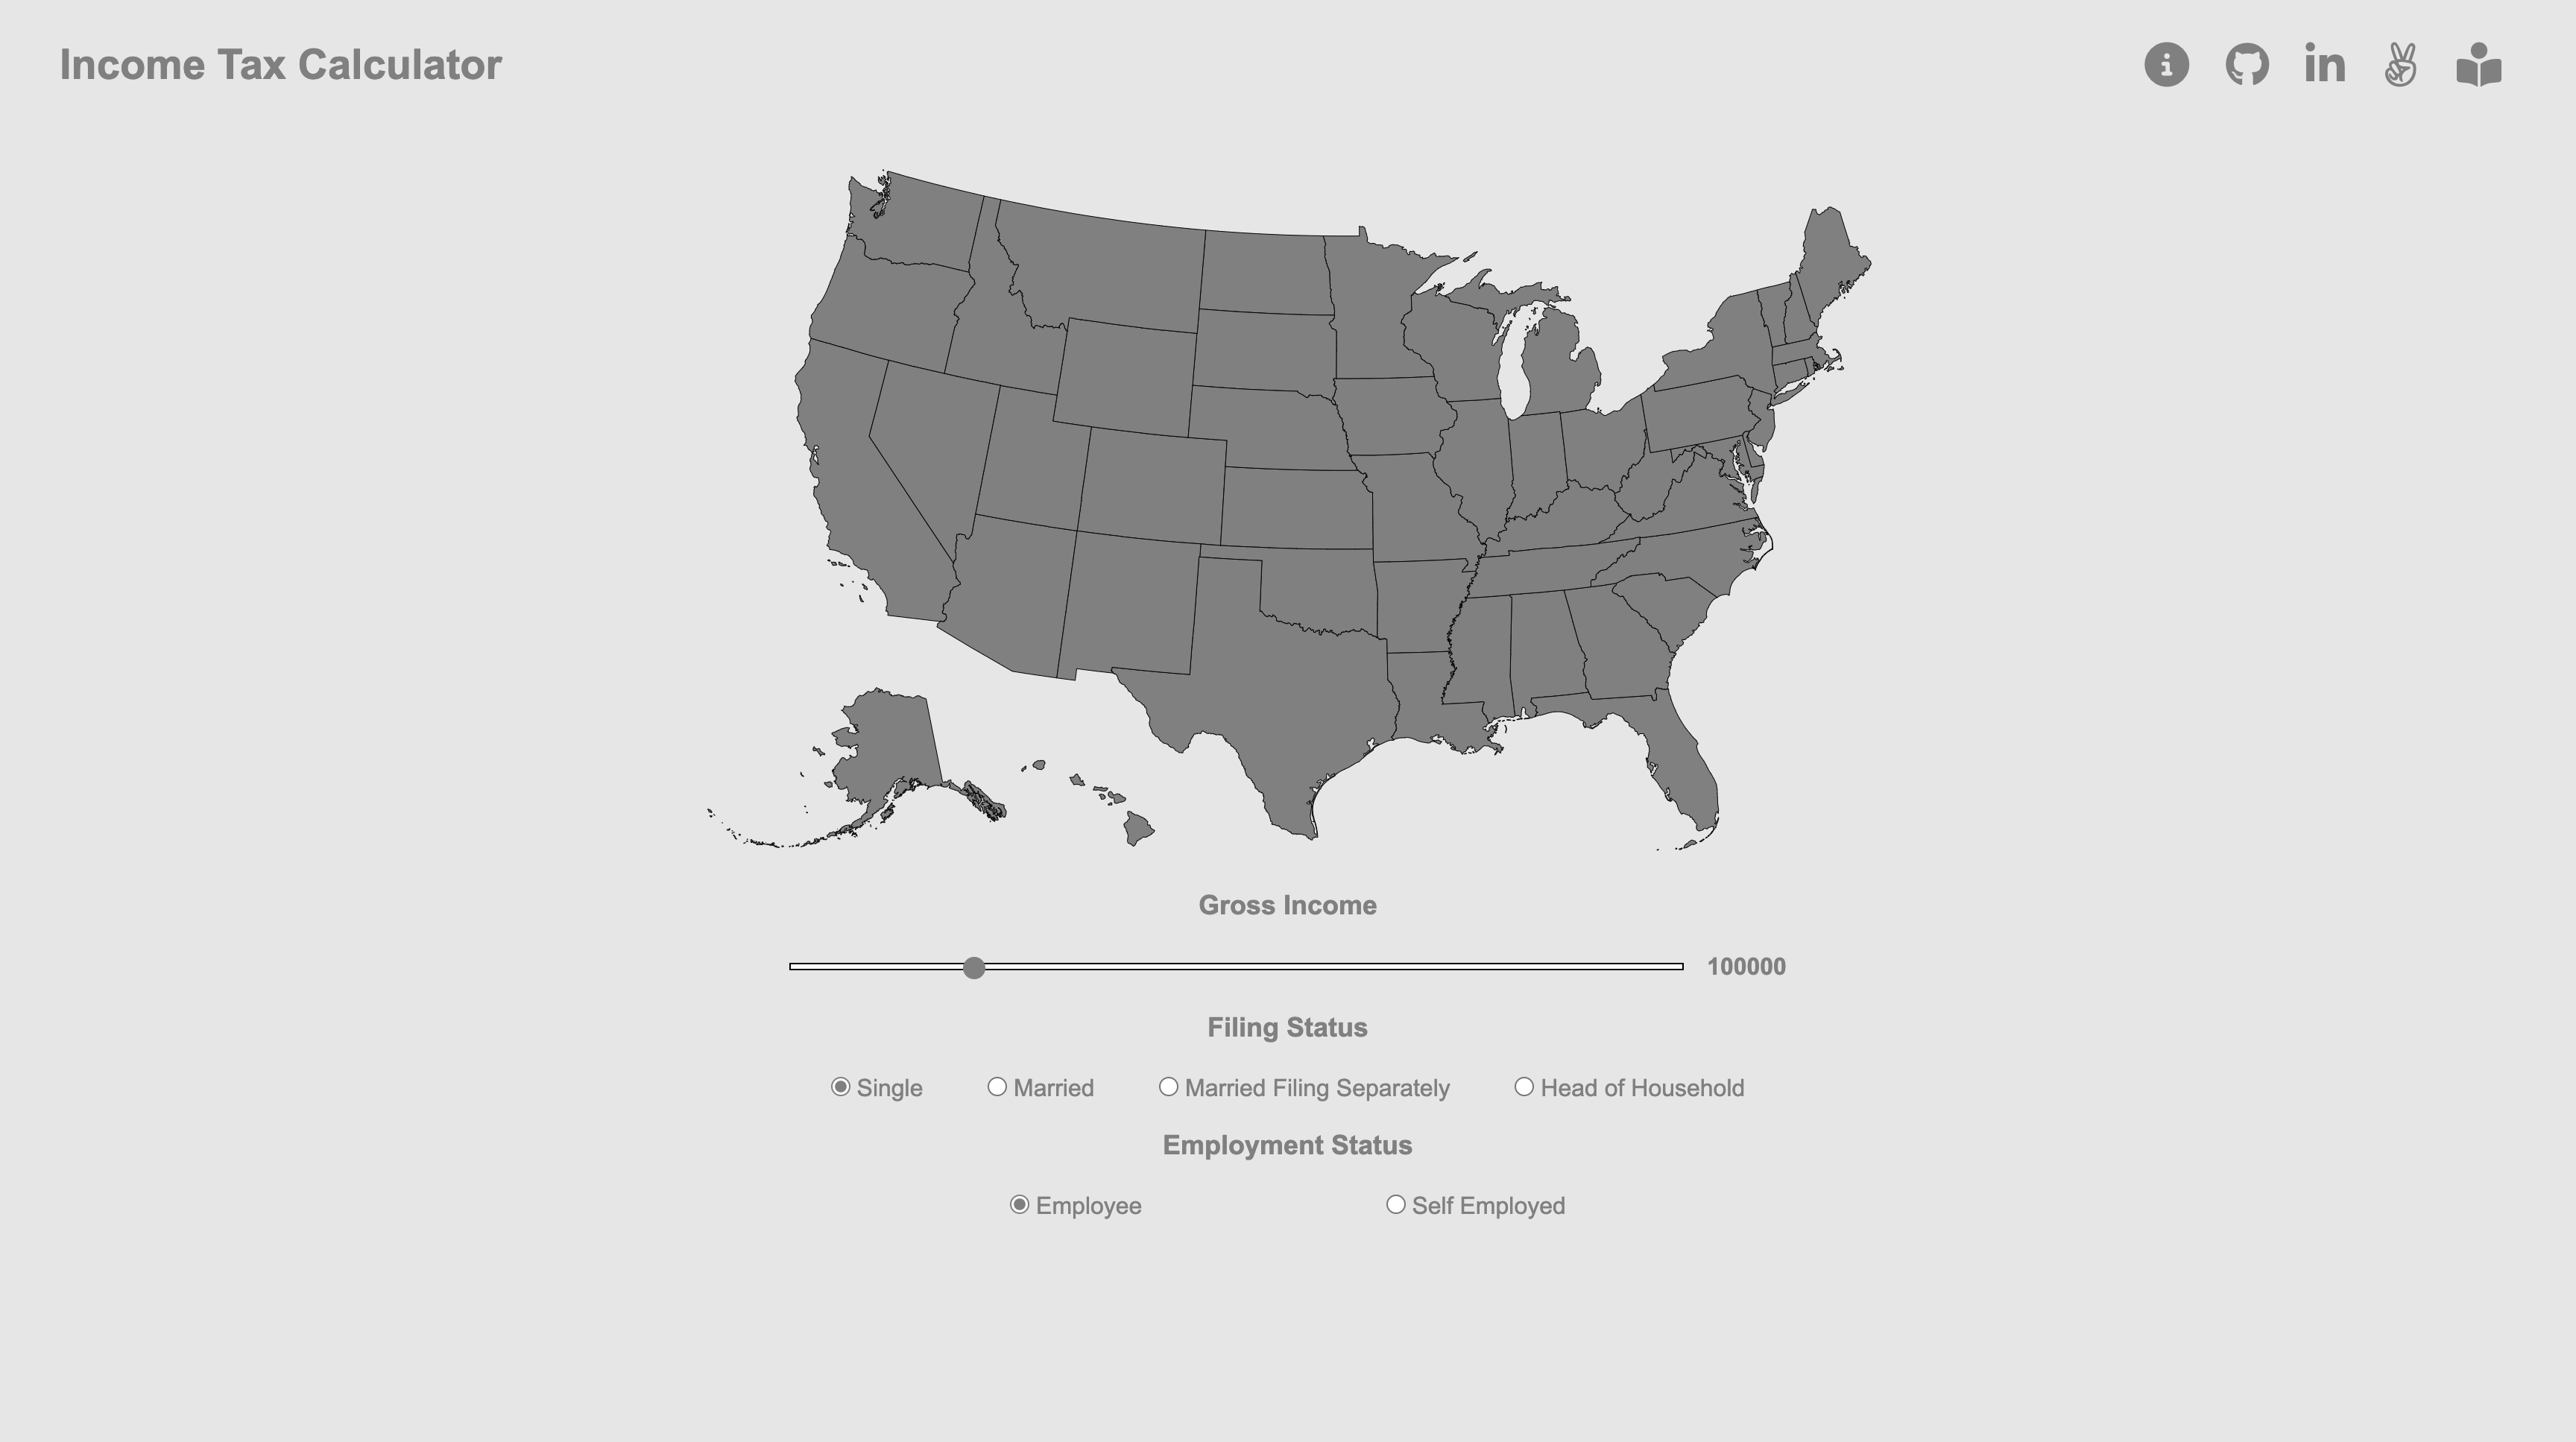 Income Tax Calculator
Gross Income
100000
Filing Status
Single Married Married Filing Separately Head of Household
Employment Status
Employee Self Employed